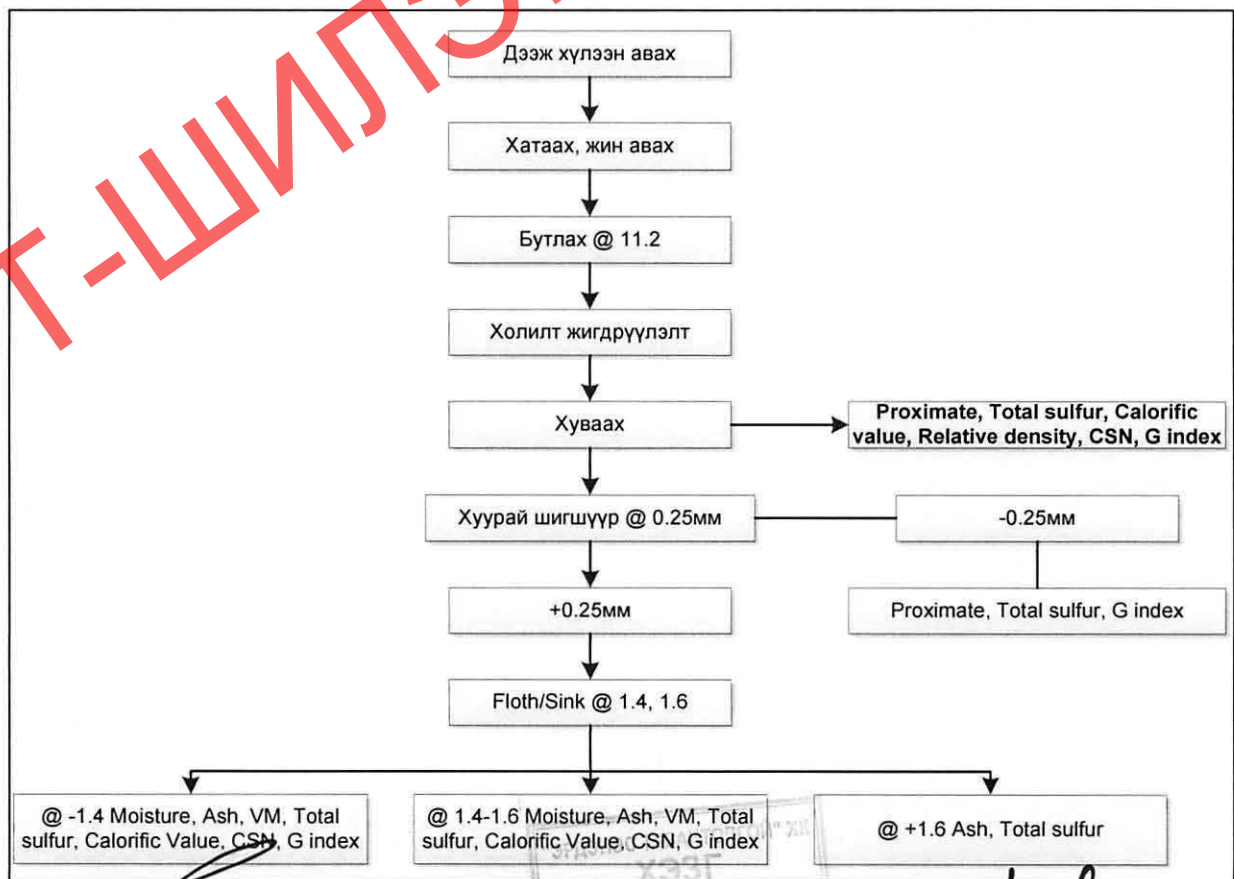 Т-ШИЛЭ
Дээж хүлээн авах
Хатаах, жин авах
Бутлах @ 11.2
Холилт жигдрүүлэлт
Хуваах
Proximate, Total sulfur, Calorific
value, Relative density, CSN, G index
Хуурай шигшүүр @ 0.25мм
-0.25мм
+0.25мм
Proximate, Total sulfur, G index
Floth/Sink @ 1.4, 1.6
@ -1.4 Moisture, Ash, VM, Total
sulfur, Calorific Value, CSN, G index
@ 1.4-1.6 Moisture, Ash, VM, Total
sulfur, Calorific Value, CSN, G index
@ +1.6 Ash, Total sulfur